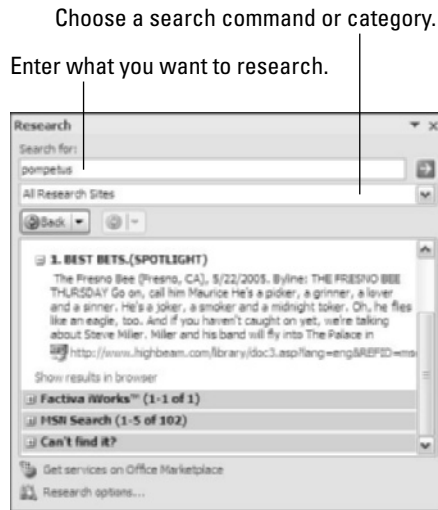 Choose a search command or category.
Enter what you want to research.
Research
Search for:
pompetus
All Research Sites
Back
1. BEST BETS.(SPOTLIGHT)
The Fresno Bee (Fresno, CA), 5/22/2005. Byline: THE FRESNO BEE
THURSDAY Go on, call him Maurice He's a picker, a grinner, a lover
and a sinner. He's a joker, a smoker and a midnight toker. Oh, he flies
like an eagle, too. And if you haven't caught on yet, we're talking
about Steve Miller. Miller and his band will fly into The Palace in
http://www.highbeam.com/library/doc3.asp?lang=eng&REFID=ms
Show results in browser
Factiva iWorks™ (1-1 of 1)
MSN Search (1-5 of 102)
Can't find it?
Get services on Office Marketplace
Research options...